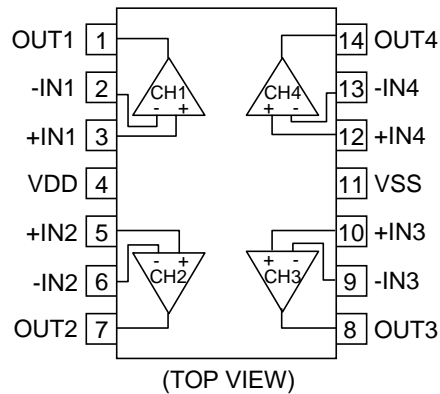 OUT1 1 14 OUT4
-IN1 2 CH1 CH4 13 -IN4
- + + -
+IN1 3 12 +IN4
VDD 4 11 VSS
+IN2 5 10 +IN3
- + + -
-IN2 6 CH2 CH3 9 -IN3
OUT2 7 8 OUT3
(TOP VIEW)